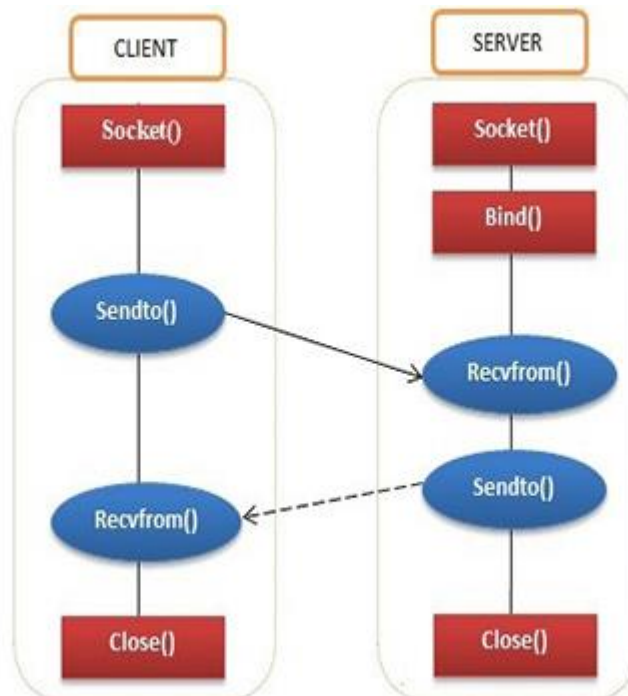 CLIENT
Socket()
Sendto()
Recvfrom()
Close()
SERVER
Socket()
Bind()
Recvfrom()
Sendto()
Close()